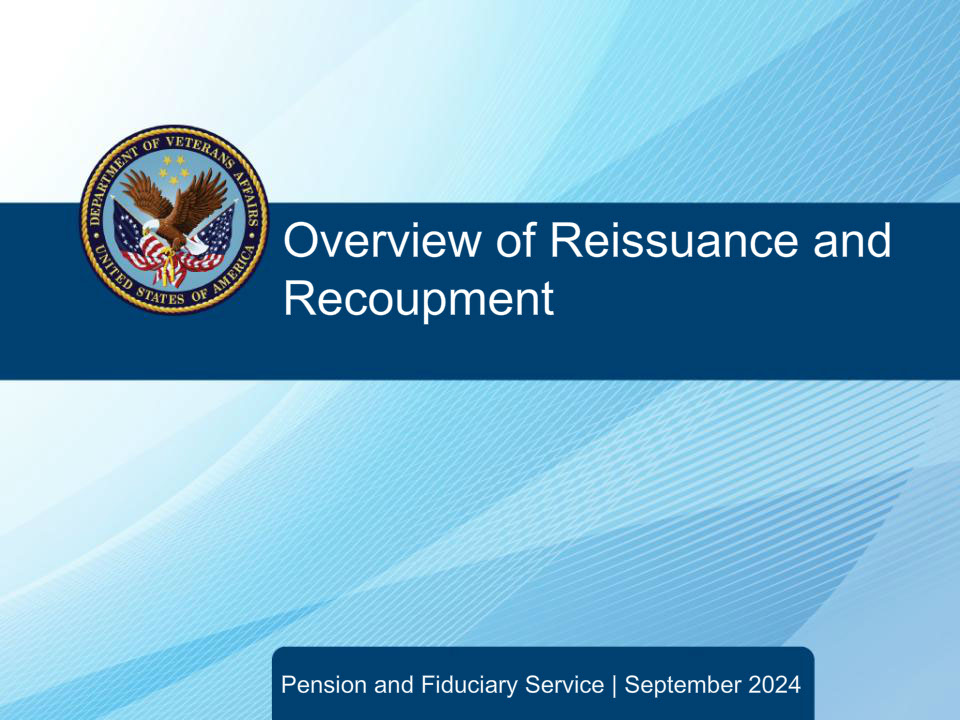 DEPARTMENT OF VETERANS AFFAIRS
UNITED STATES OF AMERICA
Overview of Reissuance and
Recoupment
Pension and Fiduciary Service | September 2024